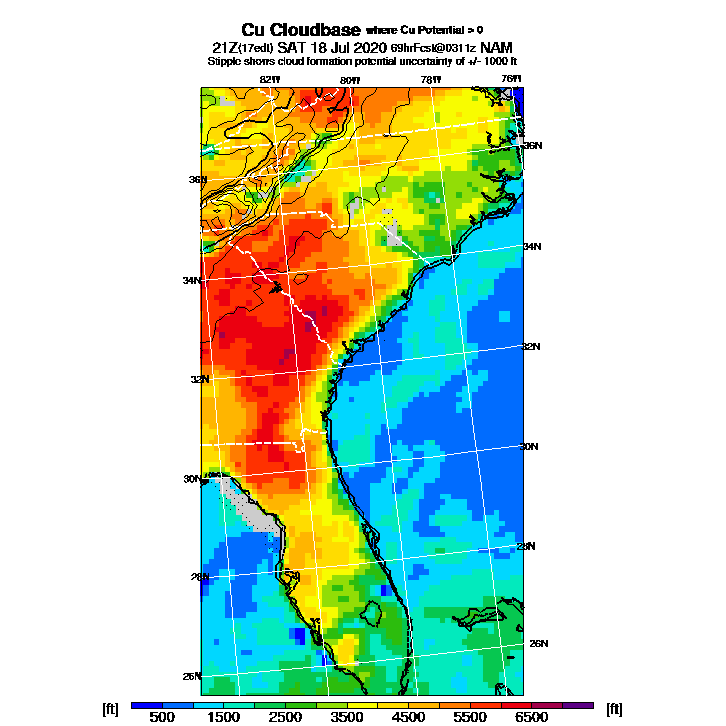 Cu Cloudbase where Cu Potential > 0
21Z(17edt) SAT 18 Jul 2020 69hrFcst@0311z NAM
Stipple shows cloud formation potential uncertainty of +/- 1000 ft
82W 80W 78W 76W
36N
36N
34N
34N
32N
32N
30N
30N
28N
28N
26N
26N
[ft] 500 1500 2500 3500 4500 5500 6500 [ft]